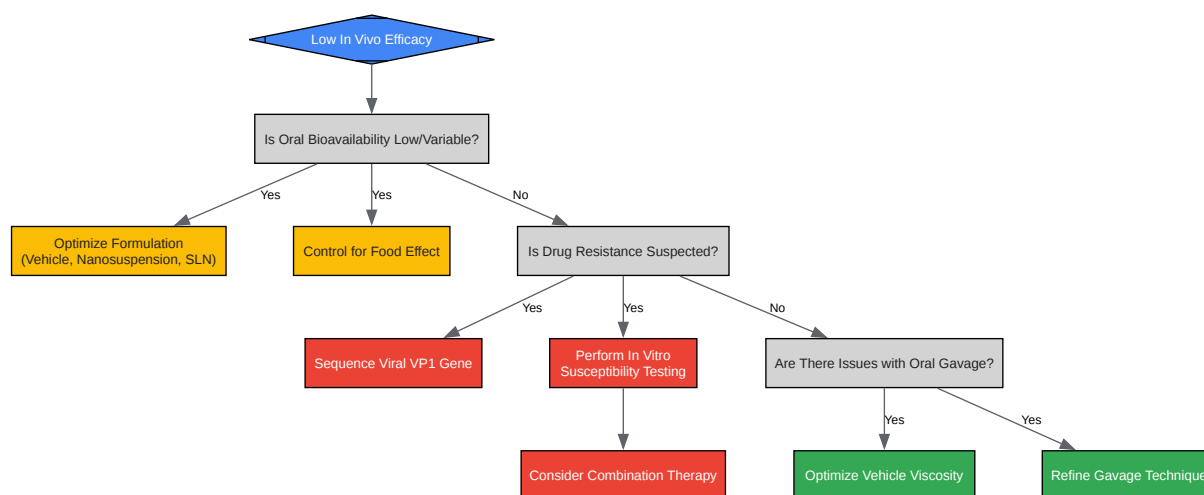 Low In Vivo Efficacy
Is Oral Bioavailability Low/Variable?
Yes
Yes
No
Optimize Formulation
(Vehicle, Nanosuspension, SLN)
Control for Food Effect
Is Drug Resistance Suspected?
Yes
Yes
No
Sequence Viral VP1 Gene
Perform In Vitro
Susceptibility Testing
Are There Issues with Oral Gavage?
Yes
Yes
Consider Combination Therapy
Optimize Vehicle Viscosity
Refine Gavage Technique